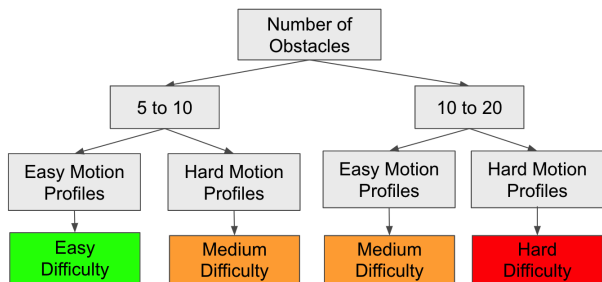 Number of
Obstacles
5 to 10
10 to 20
Easy Motion
Profiles
Hard Motion
Profiles
Easy Motion
Profiles
Hard Motion
Profiles
Easy
Difficulty
Medium
Difficulty
Medium
Difficulty
Hard
Difficulty